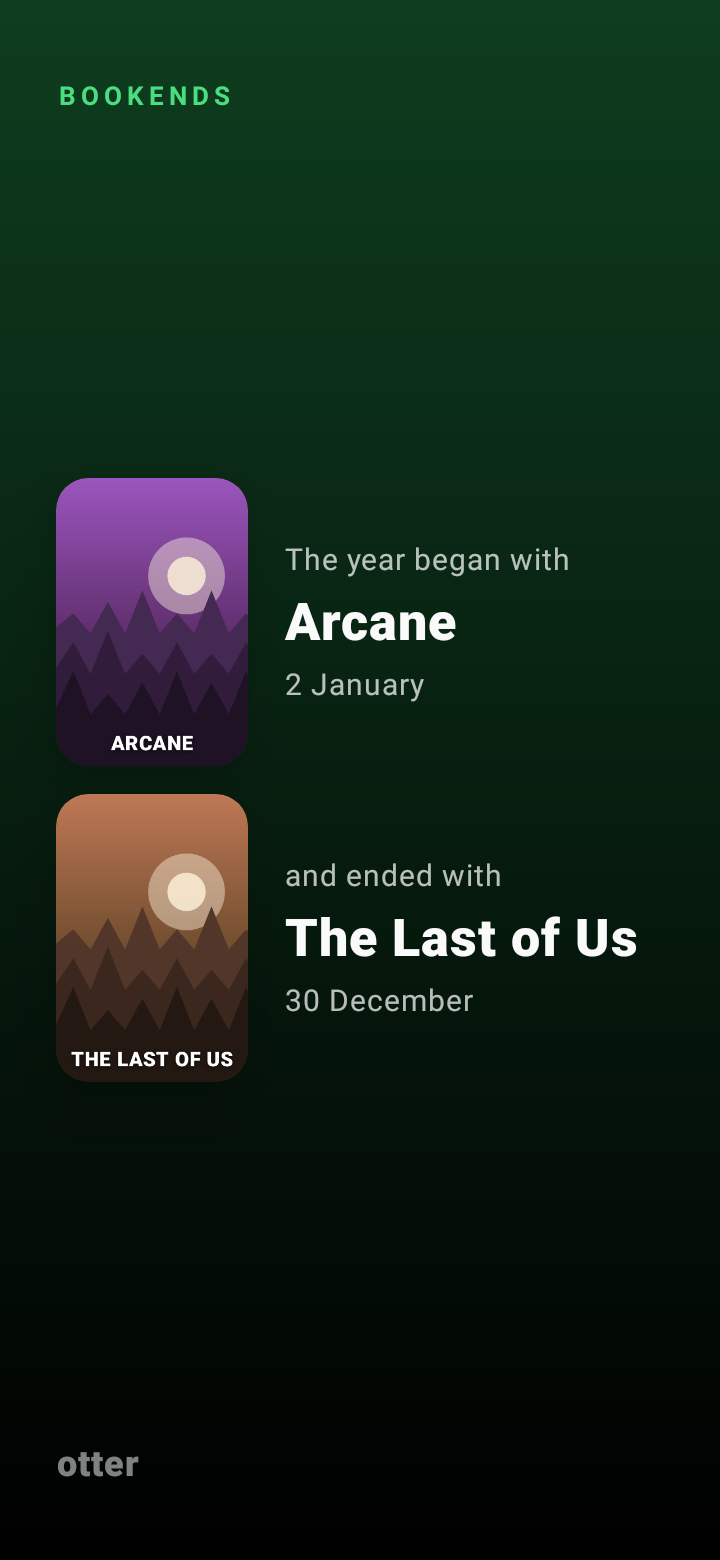 BOOKENDS
ARCANE
The year began with
Arcane
2 January
THE LAST OF US
and ended with
The Last of Us
30 December
otter